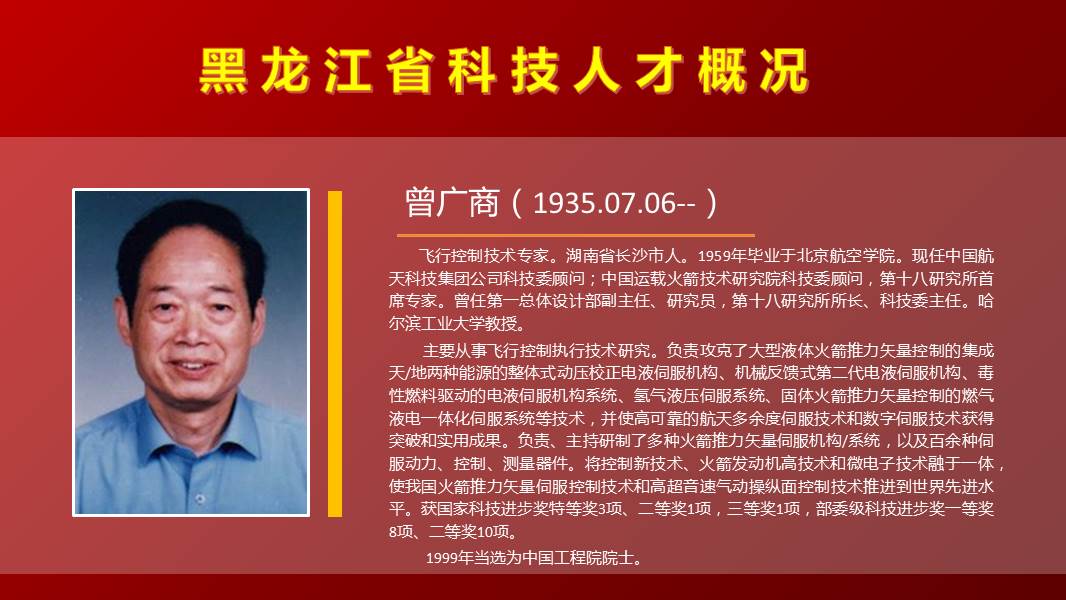 黑龙江省科技人才概况
曾广商（1935.07.06--）
飞行控制技术专家。湖南省长沙市人。1959年毕业于北京航空学院。现任中国航
天科技集团公司科技委顾问；中国运载火箭技术研究院科技委顾问，第十八研究所首
席专家。曾任第一总体设计部副主任、研究员，第十八研究所所长、科技委主任。哈
尔滨工业大学教授。
主要从事飞行控制执行技术研究。负责攻克了大型液体火箭推力矢量控制的集成
天/地两种能源的整体式动压校正电液伺服机构、机械反馈式第二代电液伺服机构、毒
性燃料驱动的电液伺服机构系统、氢气液压伺服系统、固体火箭推力矢量控制的燃气
液电一体化伺服系统等技术，并使高可靠的航天多余度伺服技术和数字伺服技术获得
突破和实用成果。负责、主持研制了多种火箭推力矢量伺服机构/系统，以及百余种伺
服动力、控制、测量器件。将控制新技术、火箭发动机高技术和微电子技术融于一体，
使我国火箭推力矢量伺服控制技术和高超音速气动操纵面控制技术推进到世界先进水
平。获国家科技进步奖特等奖3项、二等奖1项，三等奖1项，部委级科技进步奖一等奖
8项、二等奖10项。
1999年当选为中国工程院院士。